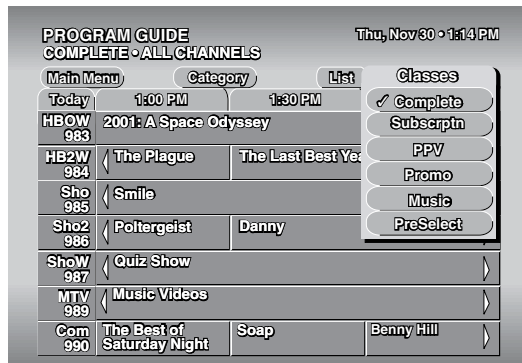 PROGRAM GUIDE
Thu, Nov 30 • 1:14 PM
COMPLETE • ALL CHANNELS
Main Menu Category List Classes
Today 1:00 PM 1:30 PM ✓ Complete
HBOW 2001: A Space Odyssey Subscrptn
983
HB2W The Plague The Last Best Yea PPV
984
Promo
Sho Smile
985 Music
Sho2 Poltergeist Danny PreSelect
986
ShoW Quiz Show
987
MTV Music Videos
989
Com The Best of Soap Benny Hill
990 Saturday Night